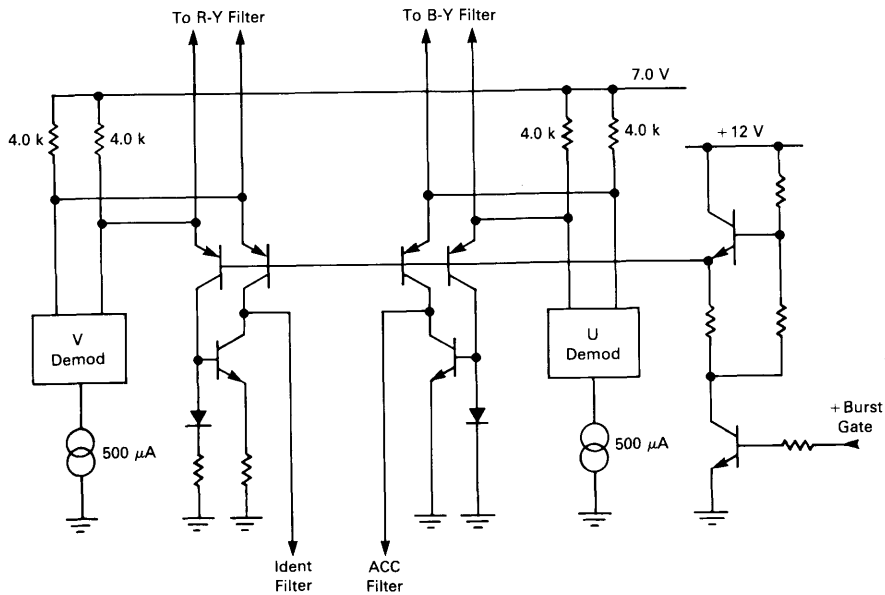 To R-Y Filter
To B-Y Filter
7.0 V
4.0 k
4.0 k
4.0 k
4.0 k
+12 V
V
Demod
U
Demod
500 μA
500 μA
+Burst
Gate
Ident
Filter
ACC
Filter